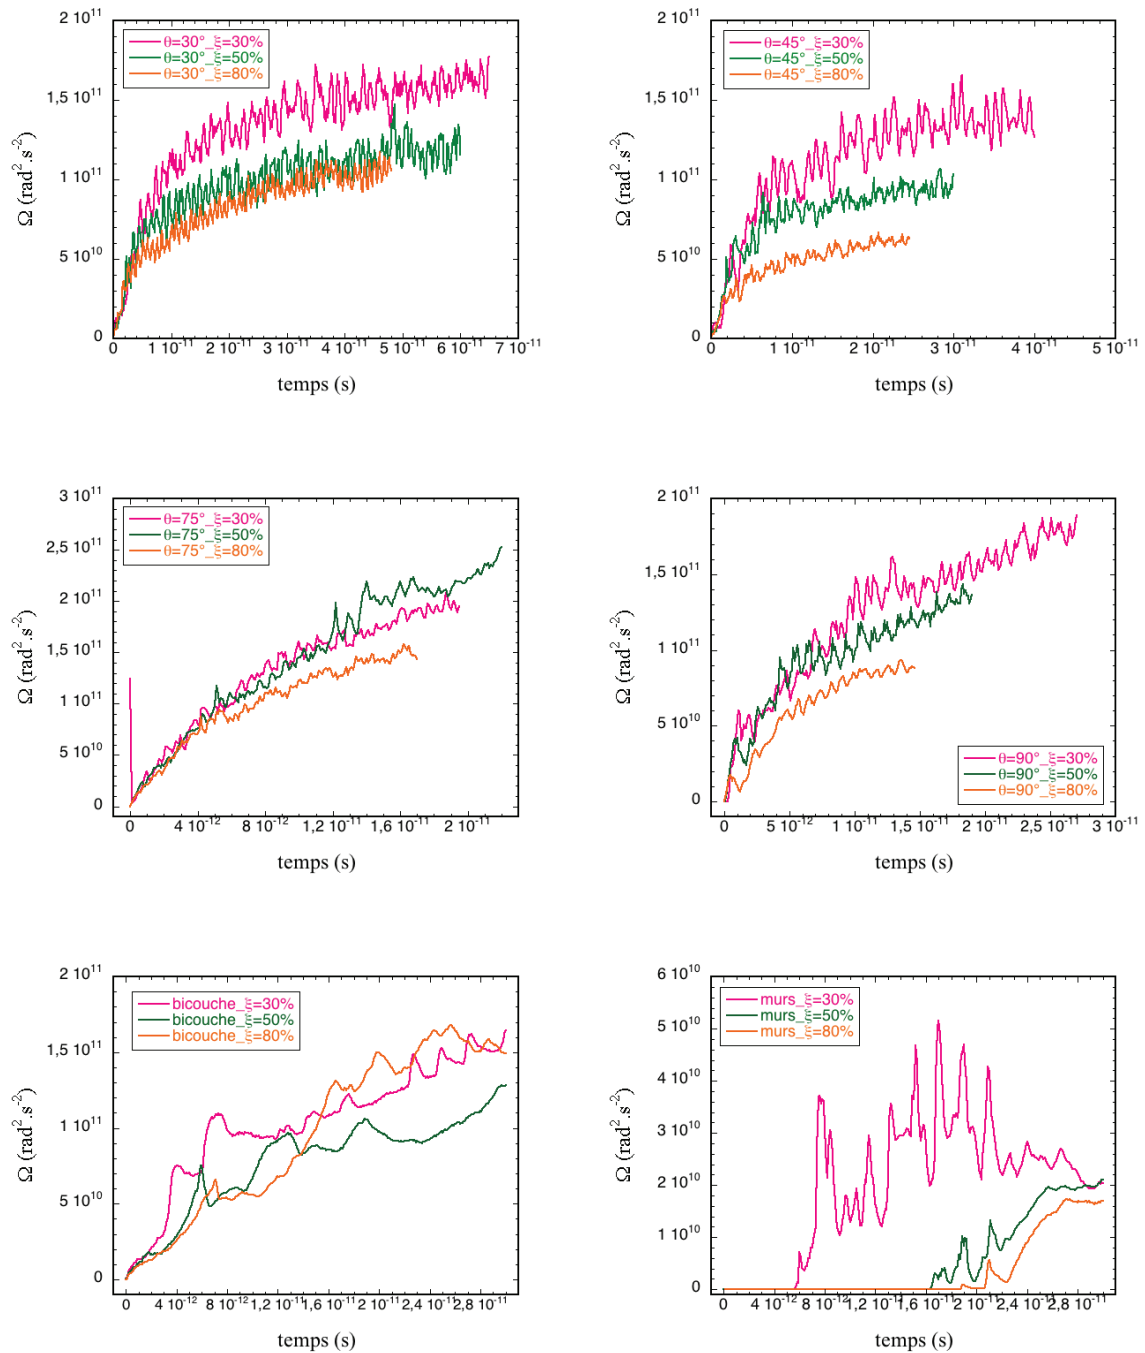 θ=30°_ξ=30%
θ=30°_ξ=50%
θ=30°_ξ=80%
Ω (rad².s⁻²)
2 10¹¹
1,5 10¹¹
1 10¹¹
5 10¹⁰
0
0 1 10⁻¹¹ 2 10⁻¹¹ 3 10⁻¹¹ 4 10⁻¹¹ 5 10⁻¹¹ 6 10⁻¹¹ 7 10⁻¹¹
temps (s)
θ=45°_ξ=30%
θ=45°_ξ=50%
θ=45°_ξ=80%
Ω (rad².s⁻²)
2 10¹¹
1,5 10¹¹
1 10¹¹
5 10¹⁰
0
0 1 10⁻¹¹ 2 10⁻¹¹ 3 10⁻¹¹ 4 10⁻¹¹ 5 10⁻¹¹
temps (s)
θ=75°_ξ=30%
θ=75°_ξ=50%
θ=75°_ξ=80%
Ω (rad².s⁻²)
3 10¹¹
2,5 10¹¹
2 10¹¹
1,5 10¹¹
1 10¹¹
5 10¹⁰
0
0 4 10⁻¹² 8 10⁻¹² 1,2 10⁻¹¹ 1,6 10⁻¹¹ 2 10⁻¹¹
temps (s)
Ω (rad².s⁻²)
2 10¹¹
1,5 10¹¹
1 10¹¹
5 10¹⁰
0
θ=90°_ξ=30%
θ=90°_ξ=50%
θ=90°_ξ=80%
0 5 10⁻¹² 1 10⁻¹¹ 1,5 10⁻¹¹ 2 10⁻¹¹ 2,5 10⁻¹¹ 3 10⁻¹¹
temps (s)
bicouche_ξ=30%
bicouche_ξ=50%
bicouche_ξ=80%
Ω (rad².s⁻²)
2 10¹¹
1,5 10¹¹
1 10¹¹
5 10¹⁰
0
0 4 10⁻¹² 8 10⁻¹² 1,2 10⁻¹¹ 1,6 10⁻¹¹ 2 10⁻¹¹ 2,4 10⁻¹¹ 2,8 10⁻¹¹
temps (s)
murs_ξ=30%
murs_ξ=50%
murs_ξ=80%
Ω (rad².s⁻²)
6 10¹⁰
5 10¹⁰
4 10¹⁰
3 10¹⁰
2 10¹⁰
1 10¹⁰
0
0 4 10⁻¹² 8 10⁻¹² 1,2 10⁻¹¹ 1,6 10⁻¹¹ 2 10⁻¹¹ 2,4 10⁻¹¹ 2,8 10⁻¹¹
temps (s)